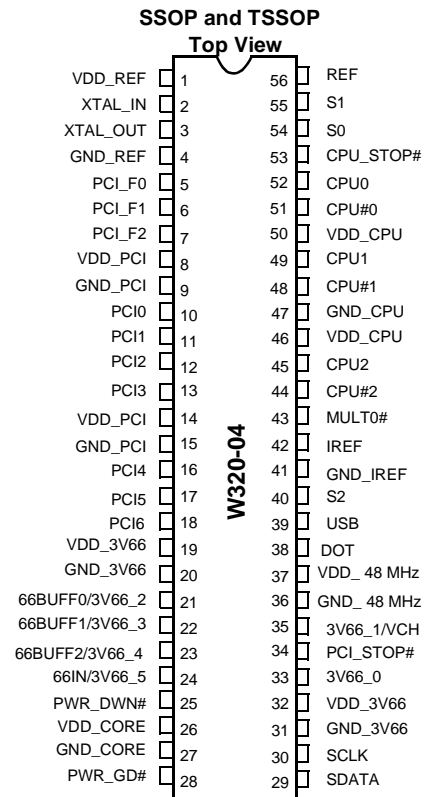 SSOP and TSSOP
Top View
VDD_REF 1 56 REF
XTAL_IN 2 55 S1
XTAL_OUT 3 54 S0
GND_REF 4 53 CPU_STOP#
PCI_F0 5 52 CPU0
PCI_F1 6 51 CPU#0
PCI_F2 7 50 VDD_CPU
VDD_PCI 8 49 CPU1
GND_PCI 9 48 CPU#1
PCI0 10 47 GND_CPU
PCI1 11 46 VDD_CPU
PCI2 12 45 CPU2
PCI3 13 44 CPU#2
VDD_PCI 14 43 MULT0#
GND_PCI 15 42 IREF
PCI4 16 41 GND_IREF
PCI5 17 40 S2
PCI6 18 39 USB
VDD_3V66 19 38 DOT
GND_3V66 20 37 VDD_ 48 MHz
66BUFF0/3V66_2 21 36 GND_ 48 MHz
66BUFF1/3V66_3 22 35 3V66_1/VCH
66BUFF2/3V66_4 23 34 PCI_STOP#
66IN/3V66_5 24 33 3V66_0
PWR_DWN# 25 32 VDD_3V66
VDD_CORE 26 31 GND_3V66
GND_CORE 27 30 SCLK
PWR_GD# 28 29 SDATA
W320-04